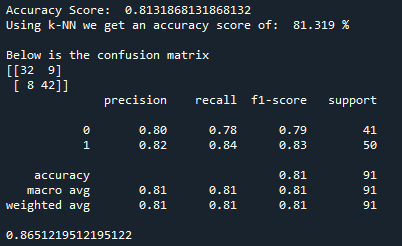 Accuracy Score:  0.8131868131868132
Using k-NN we get an accuracy score of:  81.319 %
Below is the confusion matrix
[[32  9]
 [ 8 42]]
              precision    recall  f1-score   support
           0       0.80      0.78      0.79        41
           1       0.82      0.84      0.83        50
    accuracy                           0.81        91
   macro avg       0.81      0.81      0.81        91
weighted avg       0.81      0.81      0.81        91
0.8651219512195122